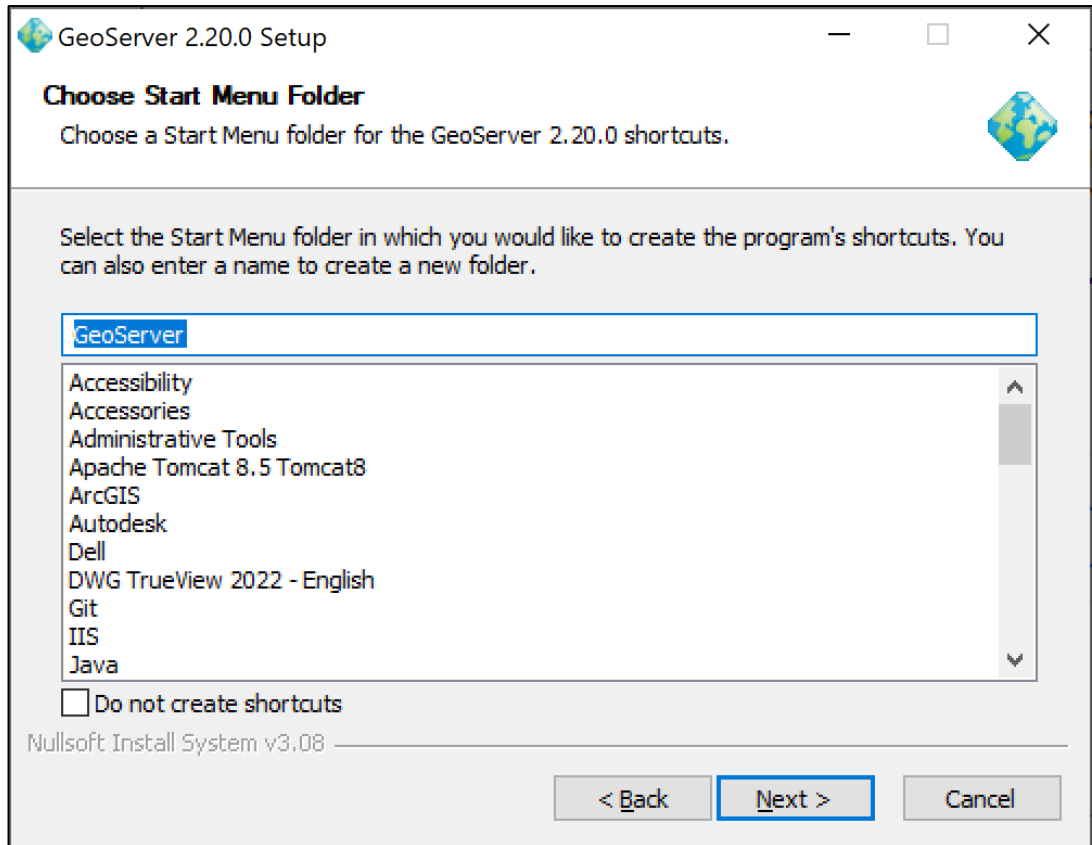 GeoServer 2.20.0 Setup
Choose Start Menu Folder
Choose a Start Menu folder for the GeoServer 2.20.0 shortcuts.
Select the Start Menu folder in which you would like to create the program's shortcuts. You
can also enter a name to create a new folder.
GeoServer
Accessibility
Accessories
Administrative Tools
Apache Tomcat 8.5 Tomcat8
ArcGIS
Autodesk
Dell
DWG TrueView 2022 - English
Git
IIS
Java
Do not create shortcuts
Nullsoft Install System v3.08
< Back Next > Cancel